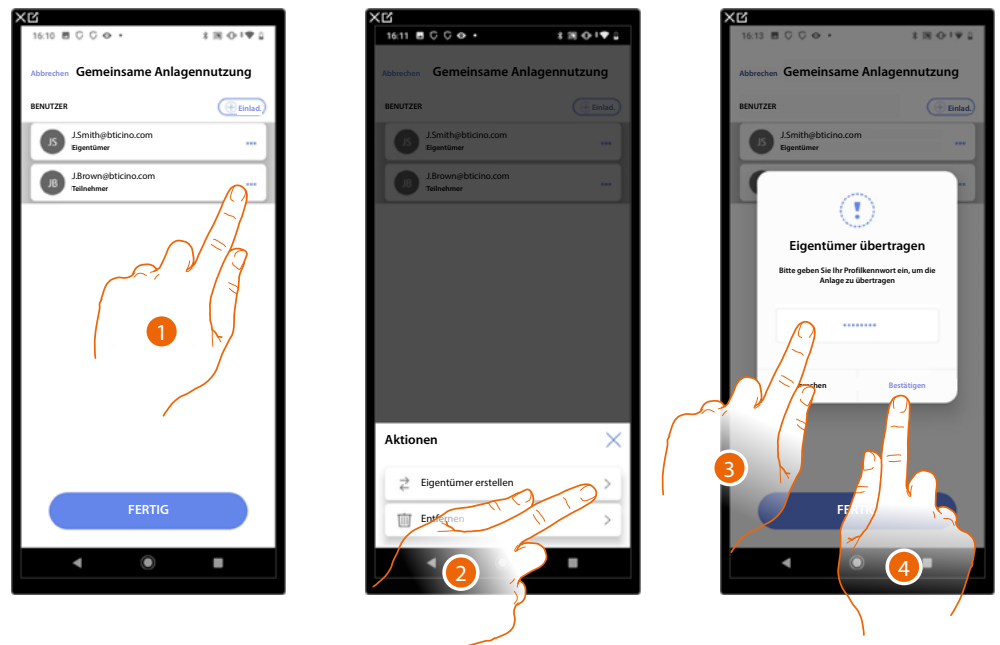 16:10
Abbrechen Gemeinsame Anlagennutzung
BENUTZER
Einlad.
JS
J.Smith@bticino.com
Eigentümer
JB
J.Brown@bticino.com
Teilnehmer
1
FERTIG
16:11
Abbrechen Gemeinsame Anlagennutzung
BENUTZER
Einlad.
JS
J.Smith@bticino.com
Eigentümer
JB
J.Brown@bticino.com
Teilnehmer
Aktionen
Eigentümer erstellen
Entfernen
2
16:13
Abbrechen Gemeinsame Anlagennutzung
BENUTZER
Einlad.
JS
J.Smith@bticino.com
Eigentümer
Eigentümer übertragen
Bitte geben Sie Ihr Profilkennwort ein, um die
Anlage zu übertragen
Bestätigen
3
FERTIG
4